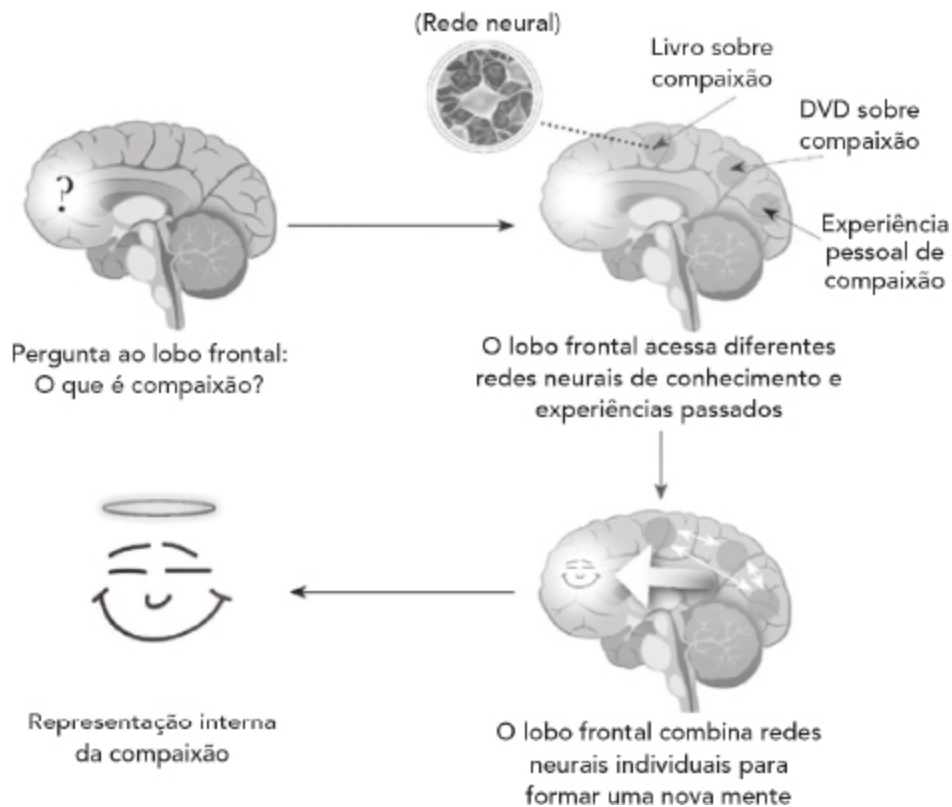 (Rede neural)
Livro sobre
compaixão
DVD sobre
compaixão
Experiência
pessoal de
compaixão
?
Pergunta ao lobo frontal:
O que é compaixão?
O lobo frontal acessa diferentes
redes neurais de conhecimento e
experiências passados
O lobo frontal combina redes
neurais individuais para
formar uma nova mente
Representação interna
da compaixão